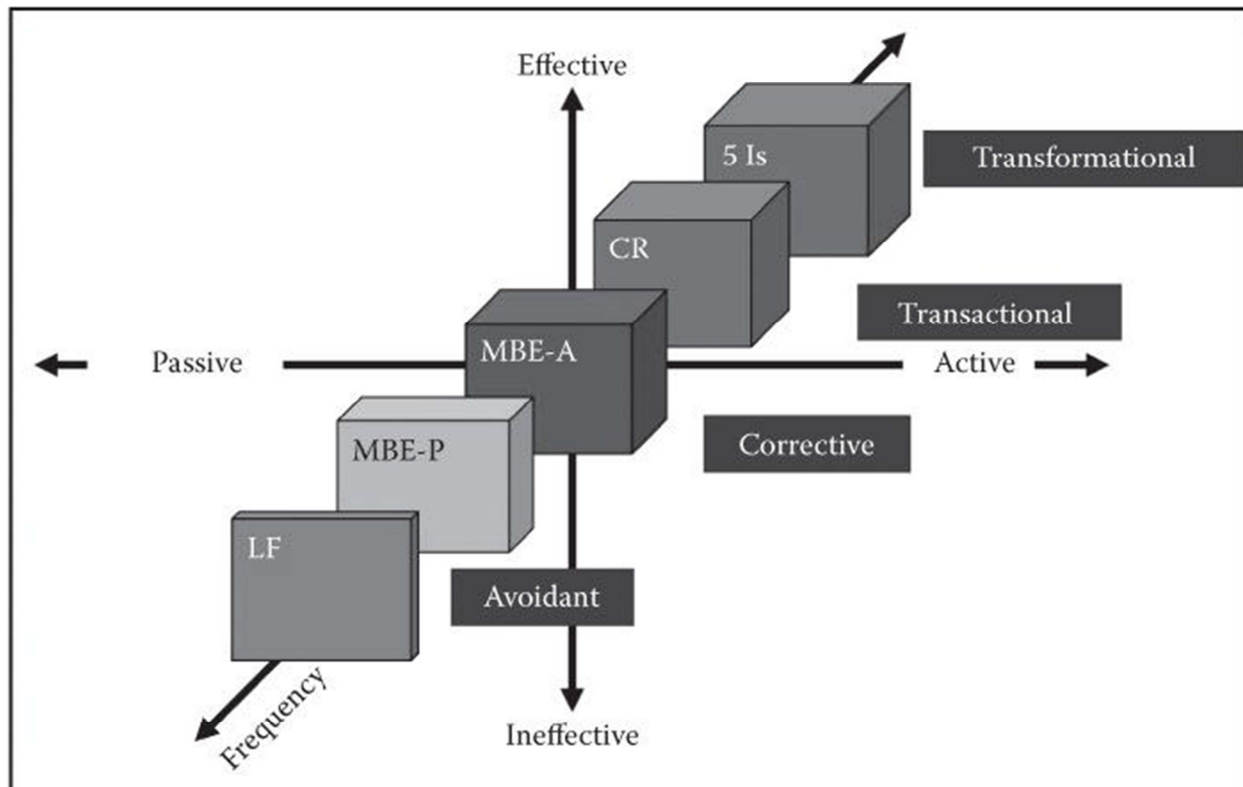 Effective
5 Is
Transformational
CR
Transactional
MBE-A
Passive
Active
MBE-P
Corrective
LF
Avoidant
Frequency
Ineffective